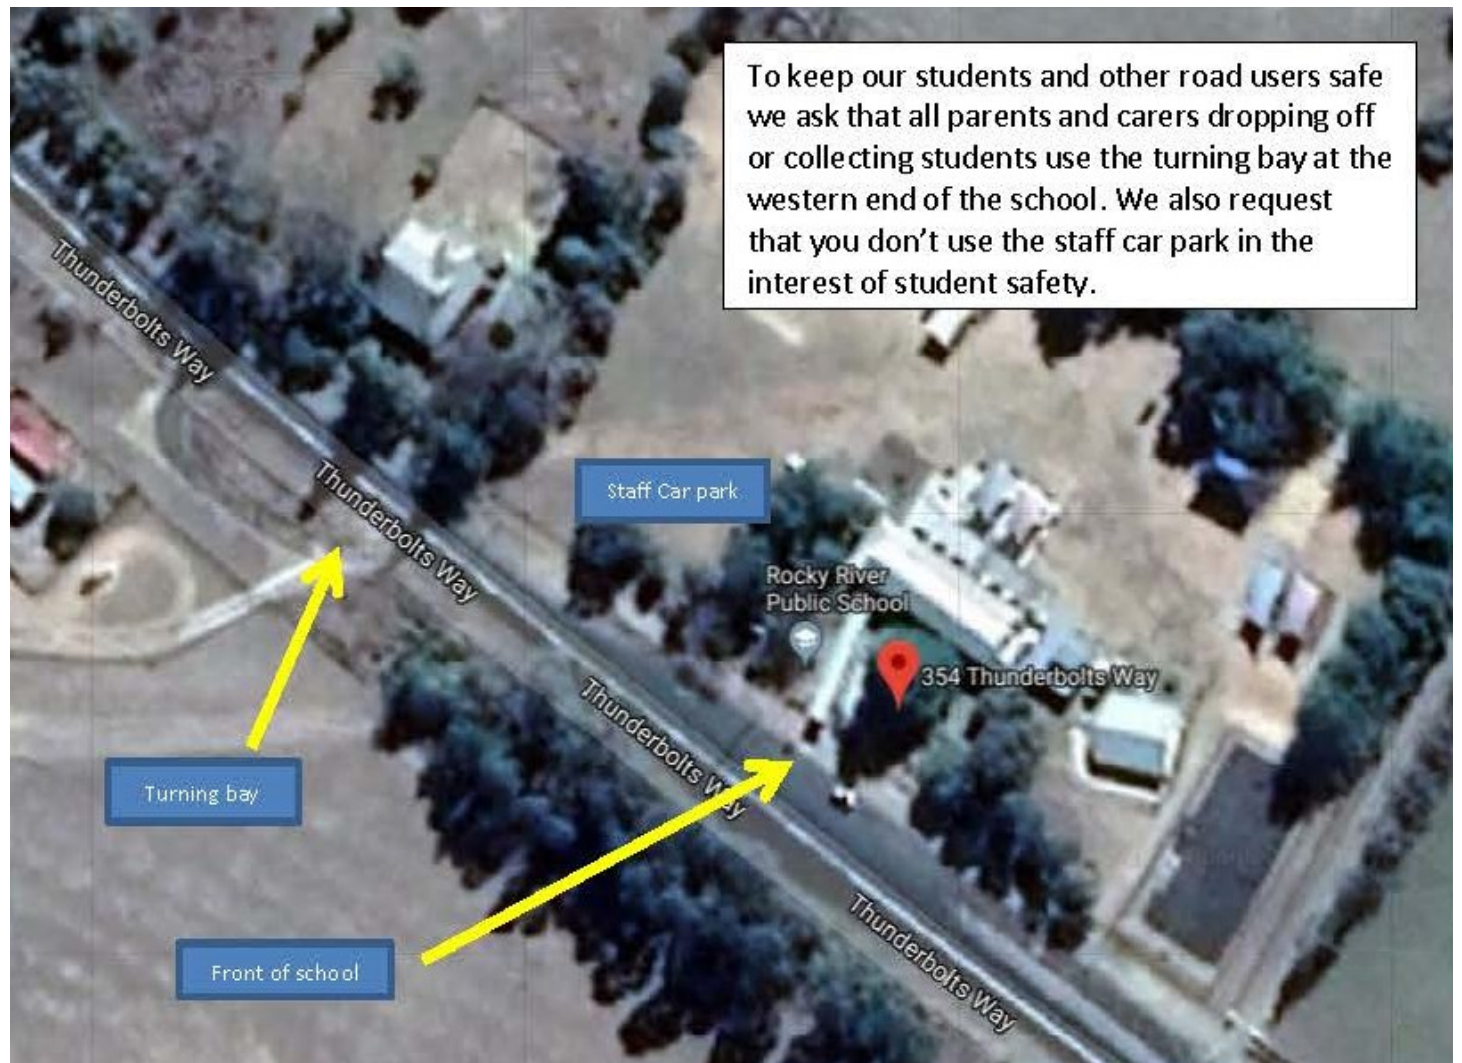 To keep our students and other road users safe
we ask that all parents and carers dropping off
or collecting students use the turning bay at the
western end of the school. We also request
that you don't use the staff car park in the
interest of student safety.
Thunderbolts Way
Thunderbolts Way
Staff Car park
Rocky River
Public School
354 Thunderbolts Way
Thunderbolts Way
Turning bay
Thunderbolts Way
Front of school